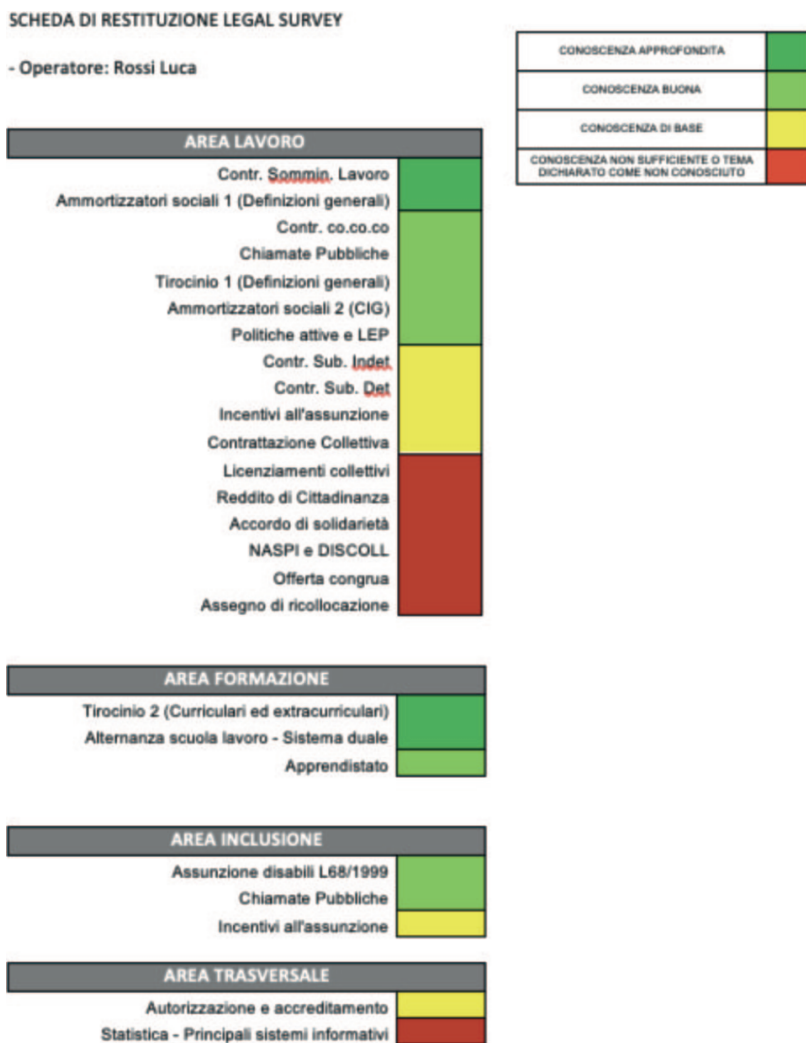 SCHEDA DI RESTITUZIONE LEGAL SURVEY
- Operatore: Rossi Luca
CONOSCENZA APPROFONDITA
CONOSCENZA BUONA
CONOSCENZA DI BASE
CONOSCENZA NON SUFFICIENTE O TEMA
DICHIARATO COME NON CONOSCIUTO
AREA LAVORO
Contr. Sommin. Lavoro
Ammortizzatori sociali 1 (Definizioni generali)
Contr. co.co.co
Chiamate Pubbliche
Tirocinio 1 (Definizioni generali)
Ammortizzatori sociali 2 (CIG)
Politiche attive e LEP
Contr. Sub. Indet
Contr. Sub. Det
Incentivi all'assunzione
Contrattazione Collettiva
Licenziamenti collettivi
Reddito di Cittadinanza
Accordo di solidarietà
NASPI e DISCOLL
Offerta congrua
Assegno di ricollocazione
AREA FORMAZIONE
Tirocinio 2 (Curriculari ed extracurriculari)
Alternanza scuola lavoro - Sistema duale
Apprendistato
AREA INCLUSIONE
Assunzione disabili L68/1999
Chiamate Pubbliche
Incentivi all'assunzione
AREA TRASVERSALE
Autorizzazione e accreditamento
Statistica - Principali sistemi informativi